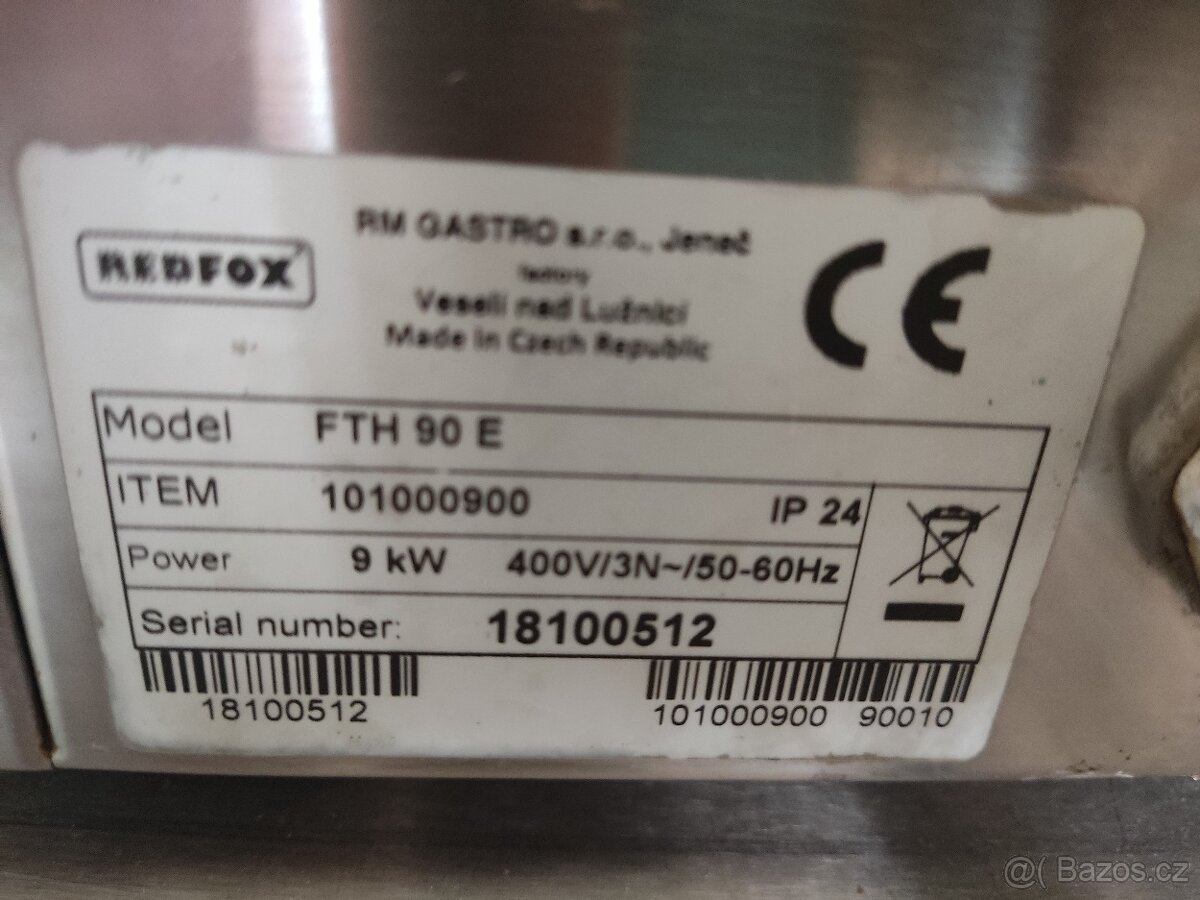 REDFOX
RM GASTRO s.r.o., Jeneč
factory
Veselí nad Lužnicí
Made in Czech Republic
CE
Model FTH 90 E
ITEM 101000900 IP 24
Power 9 kW 400V/3N~/50-60Hz
Serial number: 18100512
18100512
101000900 90010
@( Bazos.cz